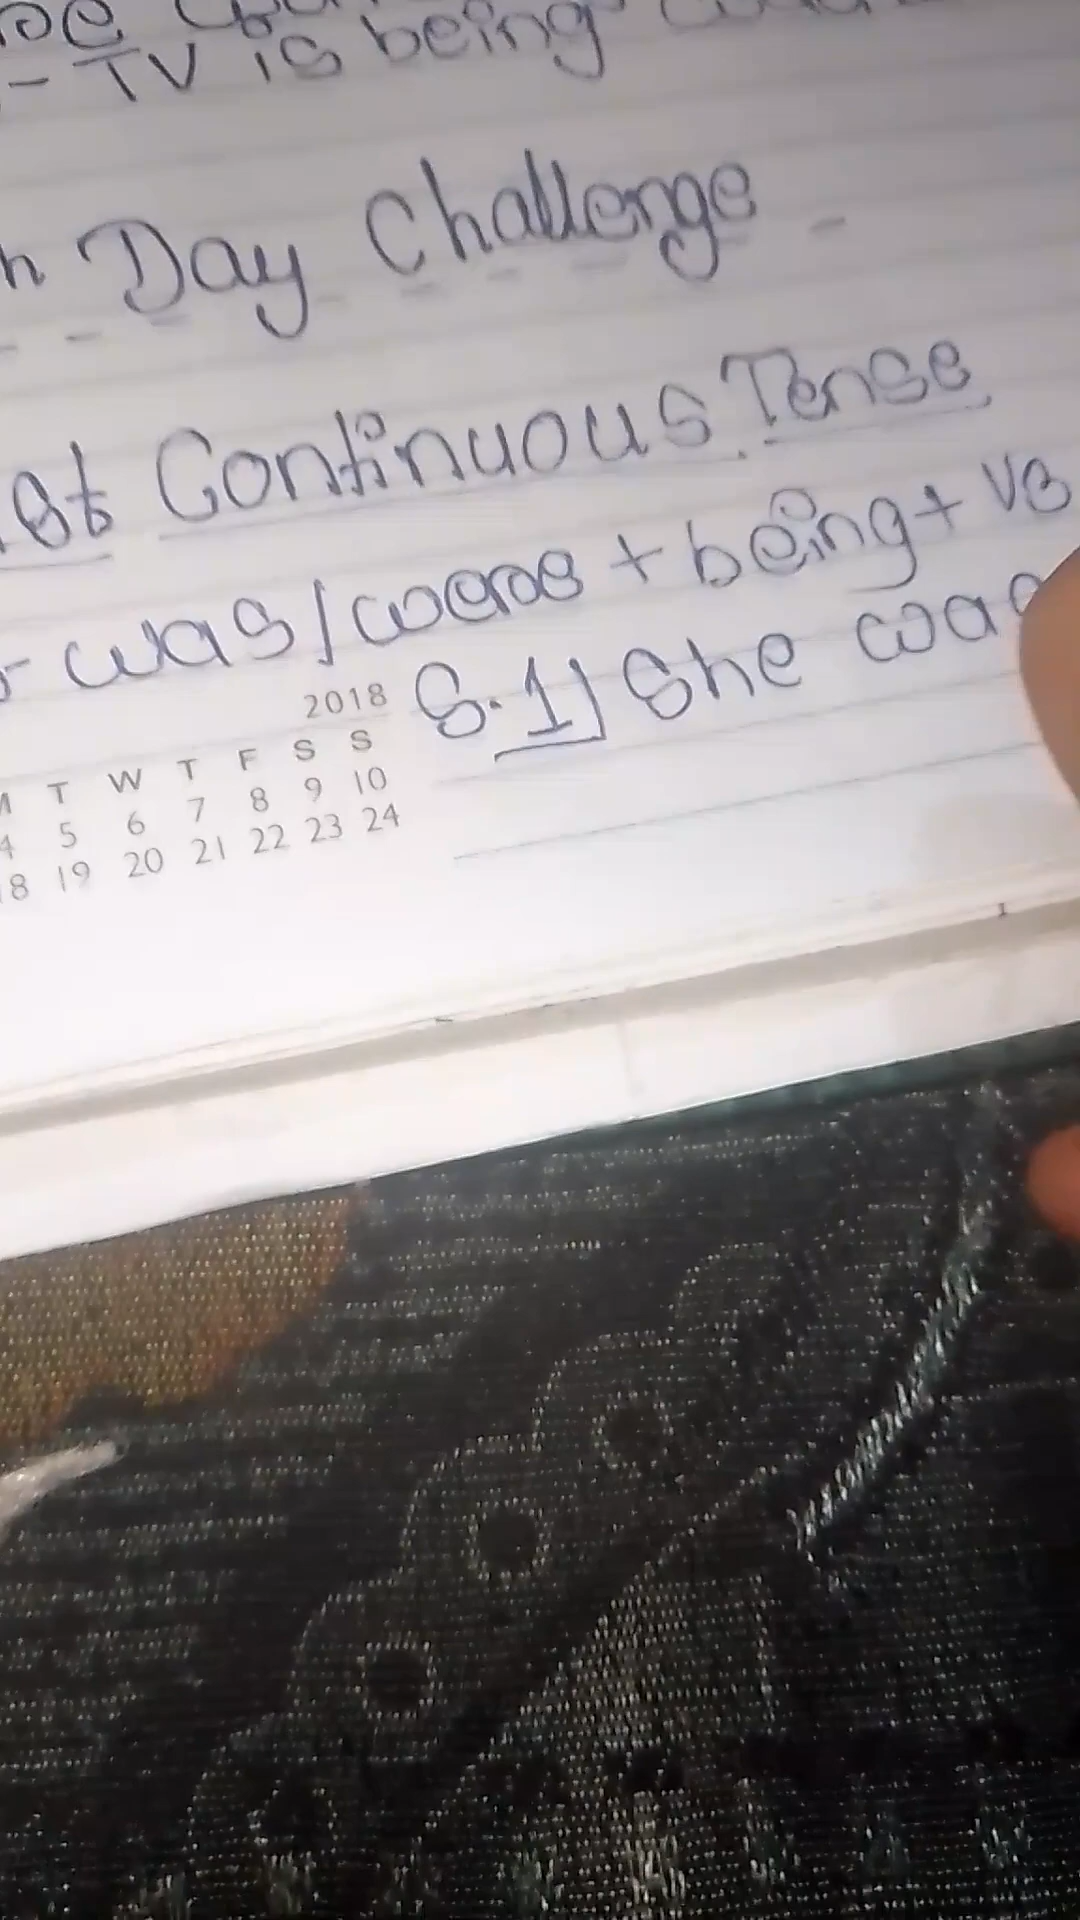 - TV is being
Day Challenge
Continuous Tense
was/were + being + V3
S.1) She was
2018
T W T F S S
4 5 6 7 8 9 10
18 19 20 21 22 23 24